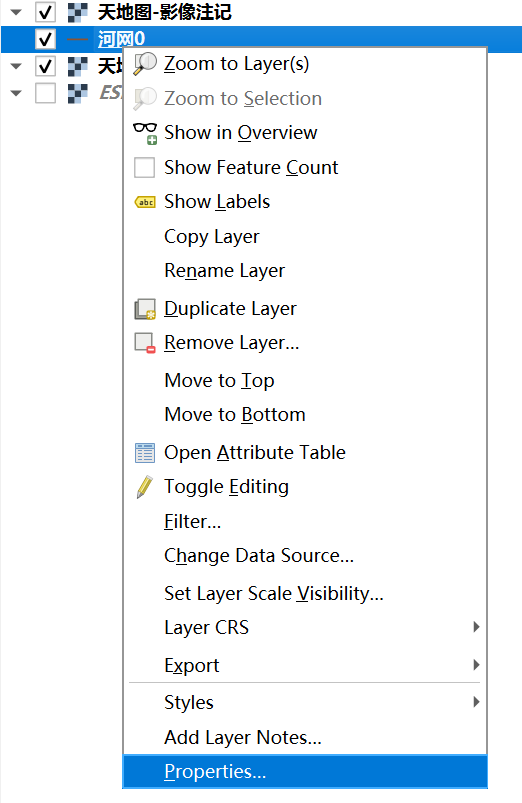 天地图-影像注记
河网0
天地
ES
Zoom to Layer(s)
Zoom to Selection
Show in Overview
Show Feature Count
abc Show Labels
Copy Layer
Rename Layer
Duplicate Layer
Remove Layer...
Move to Top
Move to Bottom
Open Attribute Table
Toggle Editing
Filter...
Change Data Source...
Set Layer Scale Visibility...
Layer CRS
Export
Styles
Add Layer Notes...
Properties...